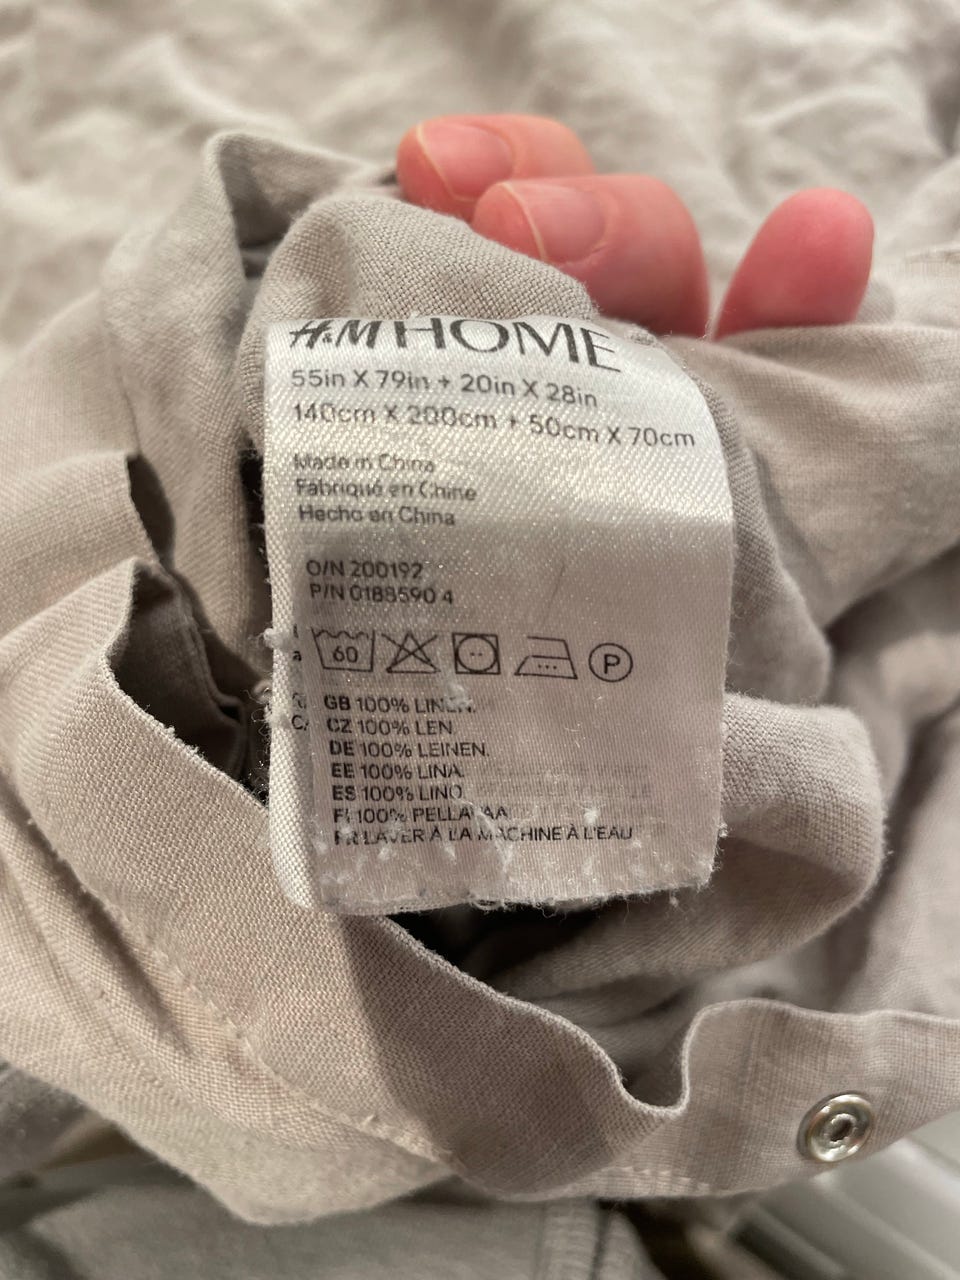 H&M HOME
55in X 79in + 20in X 28in
140cm X 200cm + 50cm X 70cm
Made in China
Fabriqué en Chine
Hecho en China
O/N 200192
P/N 0188590 4
60
P
GB 100% LINEN.
CZ 100% LEN.
DE 100% LEINEN.
EE 100% LINA.
ES 100% LINO.
FI 100% PELLAVAA
FR LAVER À LA MACHINE À L'EAU